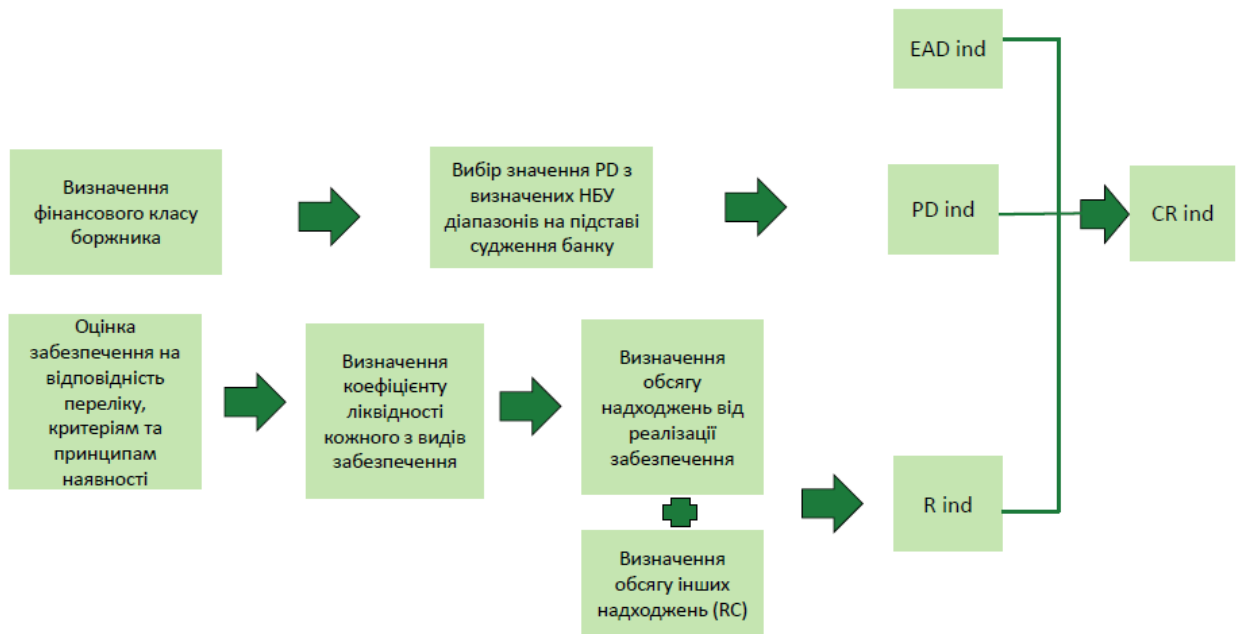 EAD ind
Визначення
фінансового класу
боржника
Вибір значення PD з
визначених НБУ
діапазонів на підставі
судження банку
PD ind
CR ind
Оцінка
забезпечення на
відповідність
переліку,
критеріям та
принципам
наявності
Визначення
коефіцієнту
ліквідності
кожного з видів
забезпечення
Визначення
обсягу
надходжень від
реалізації
забезпечення
R ind
Визначення
обсягу інших
надходжень (RC)